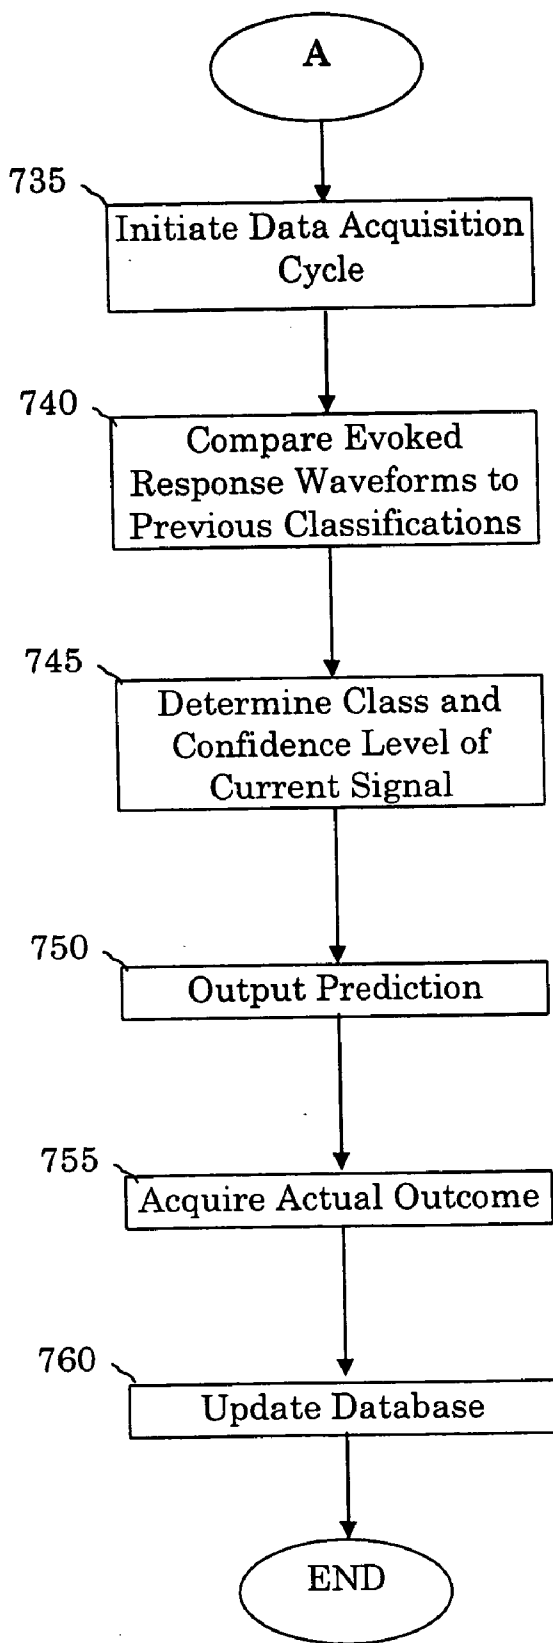 A
735
Initiate Data Acquisition
Cycle
740
Compare Evoked
Response Waveforms to
Previous Classifications
745
Determine Class and
Confidence Level of
Current Signal
750
Output Prediction
755
Acquire Actual Outcome
760
Update Database
END